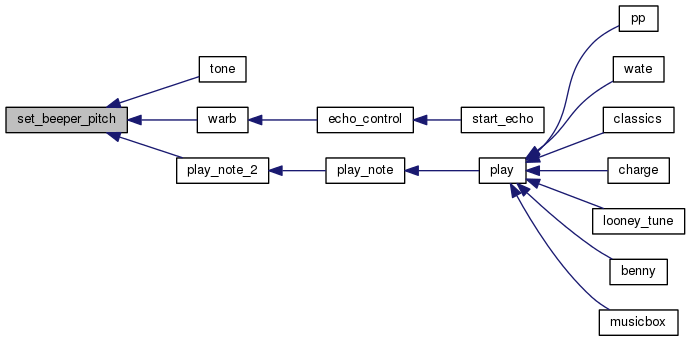 set_beeper_pitch
tone
warb
echo_control
start_echo
play_note_2
play_note
play
pp
wate
classics
charge
looney_tune
benny
musicbox